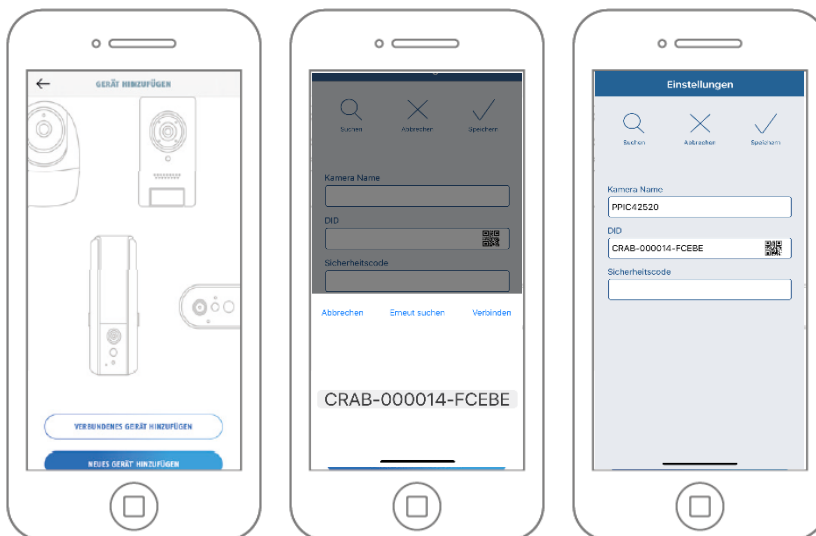 GERÄT HINZUFÜGEN
VERBUNDENES GERÄT HINZUFÜGEN
NEUES GERÄT HINZUFÜGEN
Suchen Abbrechen Speichern
Kamera Name
DID
Sicherheitscode
Abbrechen Erneut suchen Verbinden
CRAB-000014-FCEBE
Einstellungen
Suchen Abbrechen Speichern
Kamera Name
PPIC42520
DID
CRAB-000014-FCEBE
Sicherheitscode